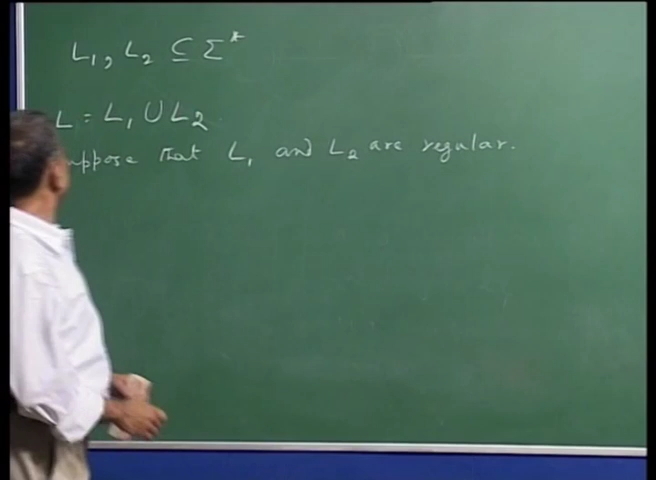 L₁, L₂ ⊆ Σ*
L = L₁ ∪ L₂
uppose that L₁ and L₂ are regular.